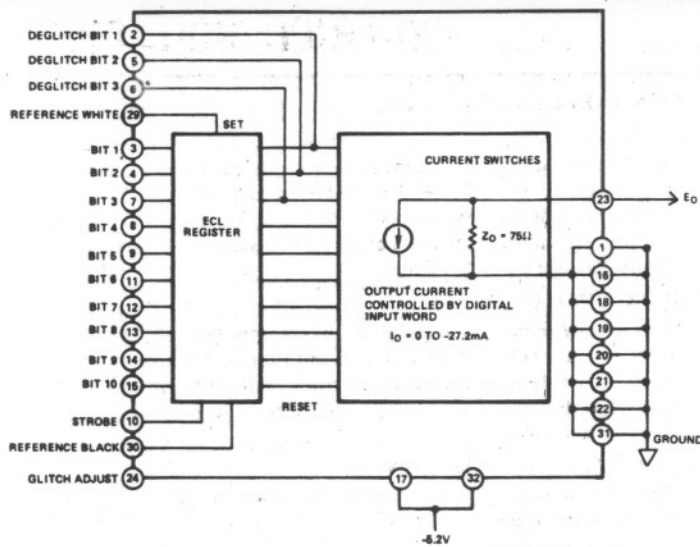 DEGLITCH BIT 1 2
DEGLITCH BIT 2 5
DEGLITCH BIT 3 6
REFERENCE WHITE 29
SET
BIT 1 3
BIT 2 4
BIT 3 7
BIT 4 8
BIT 5 9
BIT 6 11
BIT 7 12
BIT 8 13
BIT 9 14
BIT 10 15
STROBE 10
REFERENCE BLACK 30
GLITCH ADJUST 24
ECL
REGISTER
RESET
CURRENT SWITCHES
ZO = 75Ω
OUTPUT CURRENT
CONTROLLED BY DIGITAL
INPUT WORD
IO = 0 TO -27.2mA
23 EO
1
16
18
19
20
21
22
31
GROUND
17 32
-5.2V